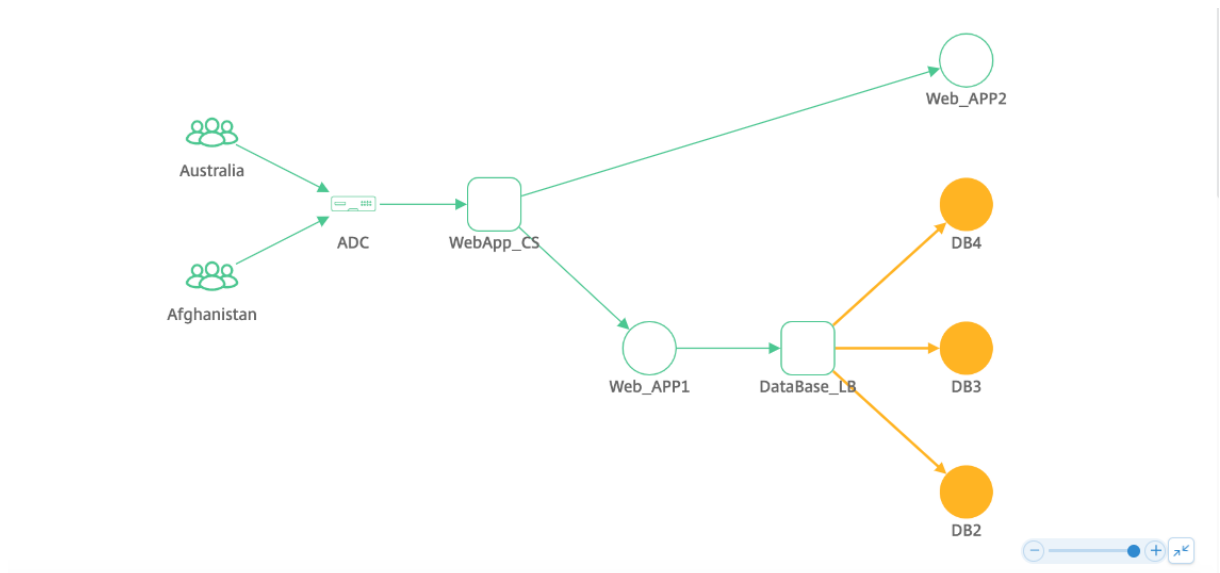 Web_APP2
Australia
ADC
WebApp_CS
DB4
Afghanistan
Web_APP1
DataBase_LB
DB3
DB2